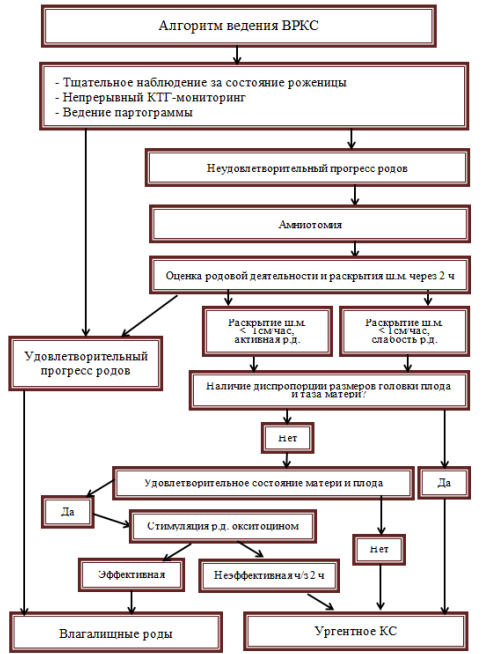 Алгоритм ведения ВРКС
- Тщательное наблюдение за состояние роженицы
- Непрерывный КТГ-мониторинг
- Ведение партограммы
Неудовлетворительный прогресс родов
Амниотомия
Оценка родовой деятельности и раскрытия ш.м. через 2 ч
Раскрытие ш.м.
< 1см/час,
активная р.д.
Раскрытие ш.м.
< 1см/час,
слабость р.д.
Удовлетворительный
прогресс родов
Наличие диспропорции размеров головки плода
и таза матери?
Нет
Удовлетворительное состояние матери и плода
Да
Да
Стимуляция р.д. окситоцином
Нет
Эффективная
Неэффективная ч/з 2 ч
Влагалищные роды
Ургентное КС